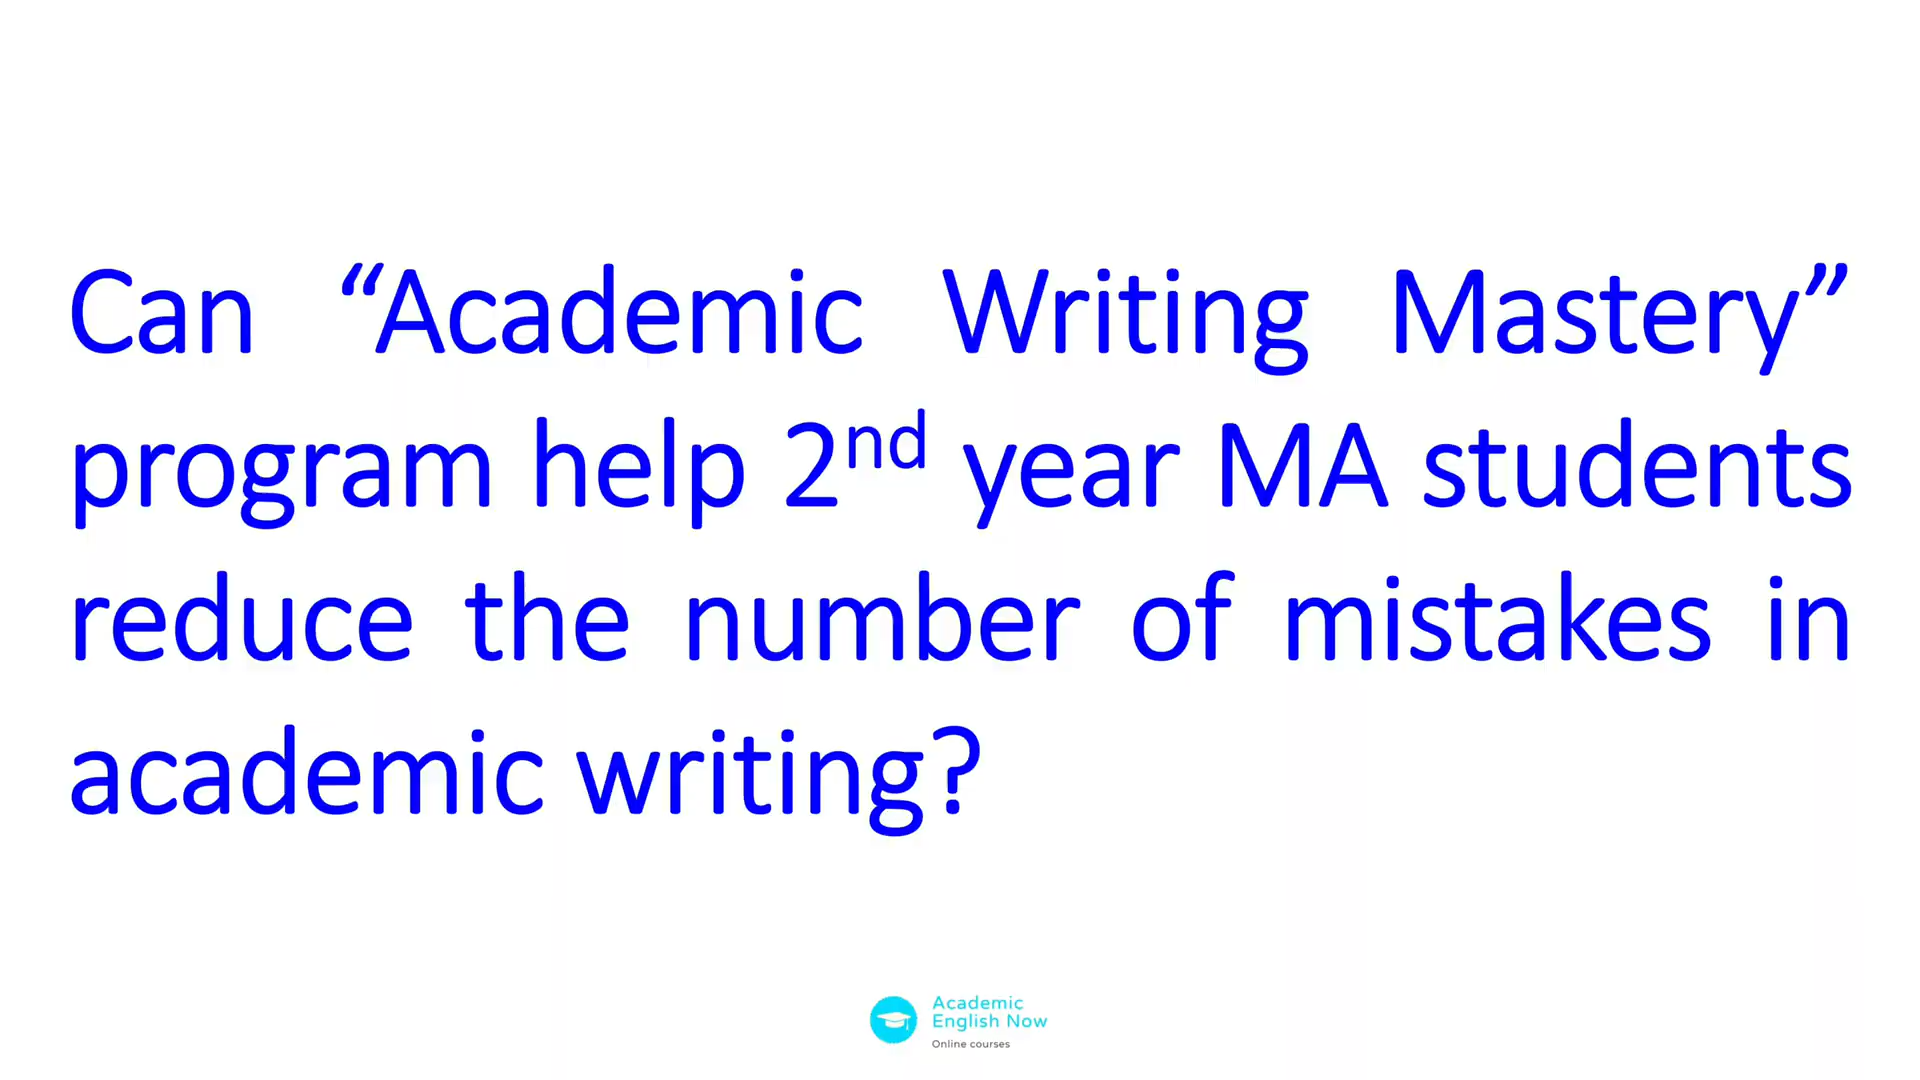 Can “Academic Writing Mastery”
program help 2nd year MA students
reduce the number of mistakes in
academic writing?
Academic
English Now
Online courses